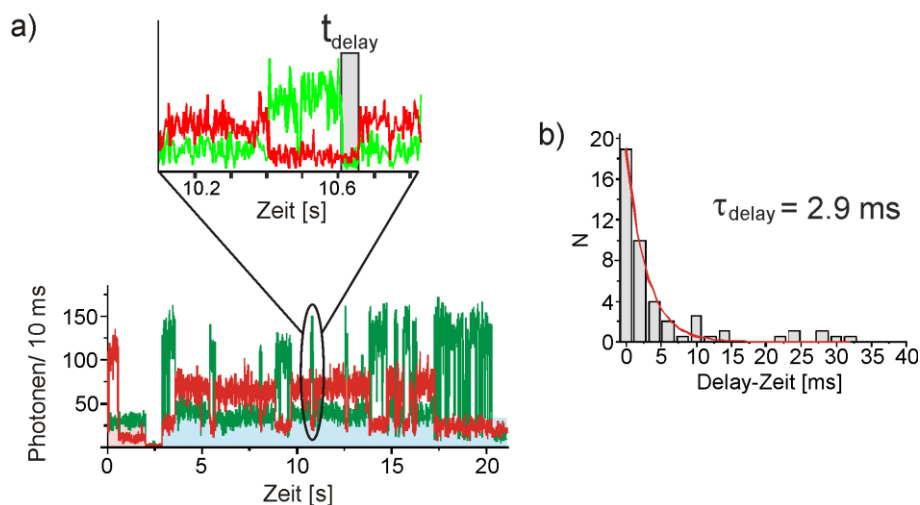 a)
t_delay
10.2
10.6
Zeit [s]
Photonen/ 10 ms
150
100
50
0
5
10
15
20
Zeit [s]
b)
N
20
16
12
8
4
0
τ_delay = 2.9 ms
0
5
10
15
20
25
30
35
40
Delay-Zeit [ms]